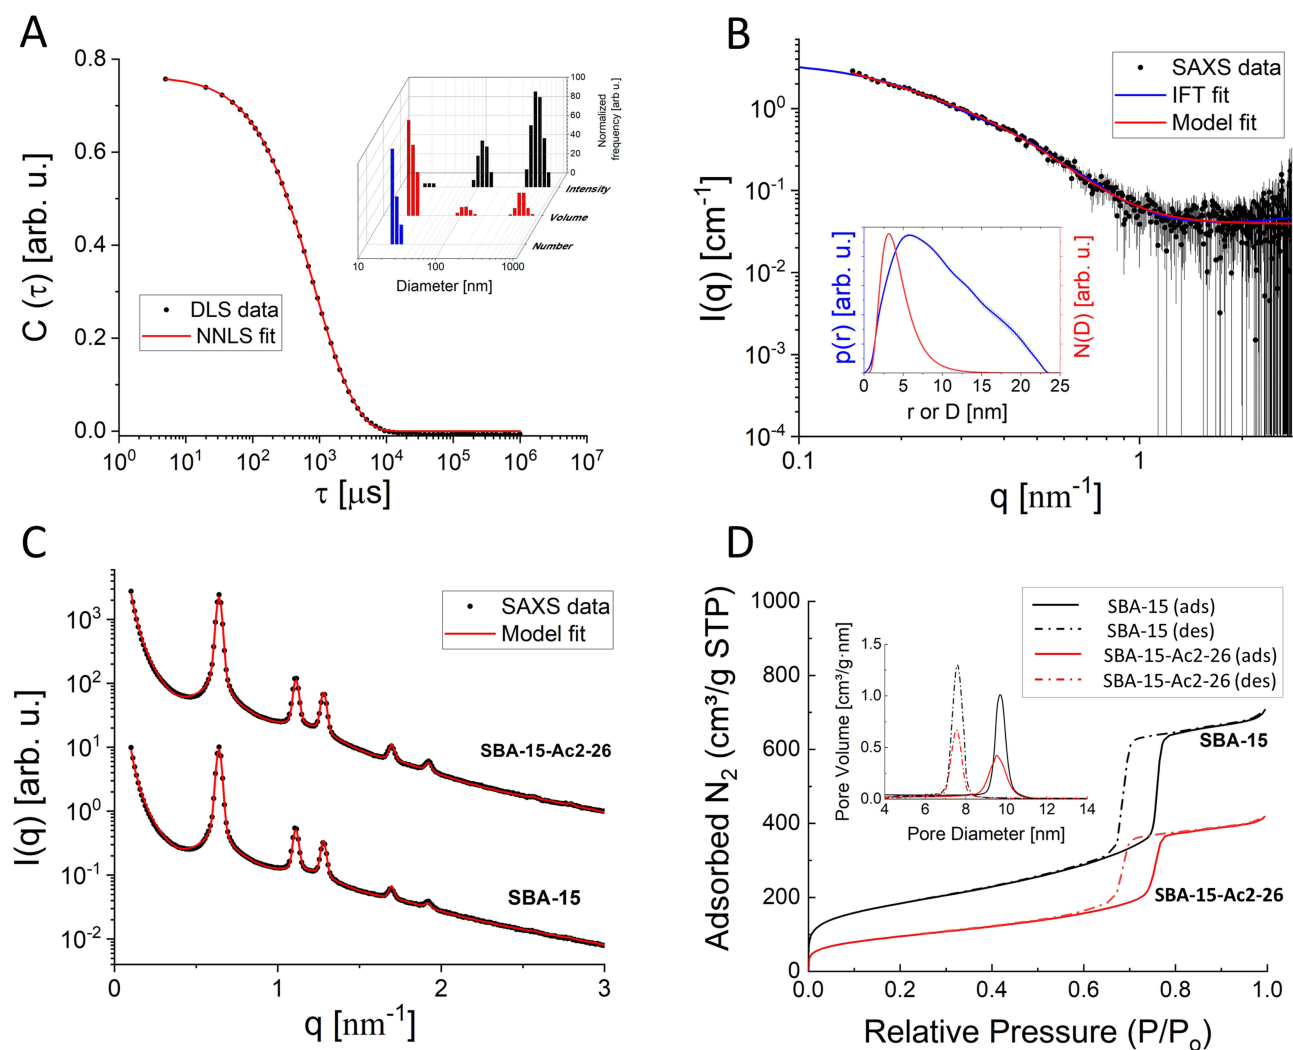 A
0.8
0.6
0.4
0.2
0.0
C (τ) [arb. u.]
10⁰ 10¹ 10² 10³ 10⁴ 10⁵ 10⁶ 10⁷
τ [μs]
DLS data
NNLS fit
100
80
60
40
20
0
Normalized
frequency [arb u.]
Intensity
Volume
Number
10 100 1000
Diameter [nm]
B
10⁰
10⁻¹
10⁻²
10⁻³
10⁻⁴
I(q) [cm⁻¹]
0.1 1
q [nm⁻¹]
SAXS data
IFT fit
Model fit
p(r) [arb. u.]
N(D) [arb. u.]
0 5 10 15 20 25
r or D [nm]
C
10³
10²
10¹
10⁰
10⁻¹
10⁻²
I(q) [arb. u.]
0 1 2 3
q [nm⁻¹]
SAXS data
Model fit
SBA-15-Ac2-26
SBA-15
D
1000
800
600
400
200
0
Adsorbed N₂ (cm³/g STP)
0.0 0.2 0.4 0.6 0.8 1.0
Relative Pressure (P/Pₒ)
SBA-15 (ads)
SBA-15 (des)
SBA-15-Ac2-26 (ads)
SBA-15-Ac2-26 (des)
1.5
1.0
0.5
0.0
Pore Volume [cm³/g·nm]
4 6 8 10 12 14
Pore Diameter [nm]
SBA-15
SBA-15-Ac2-26